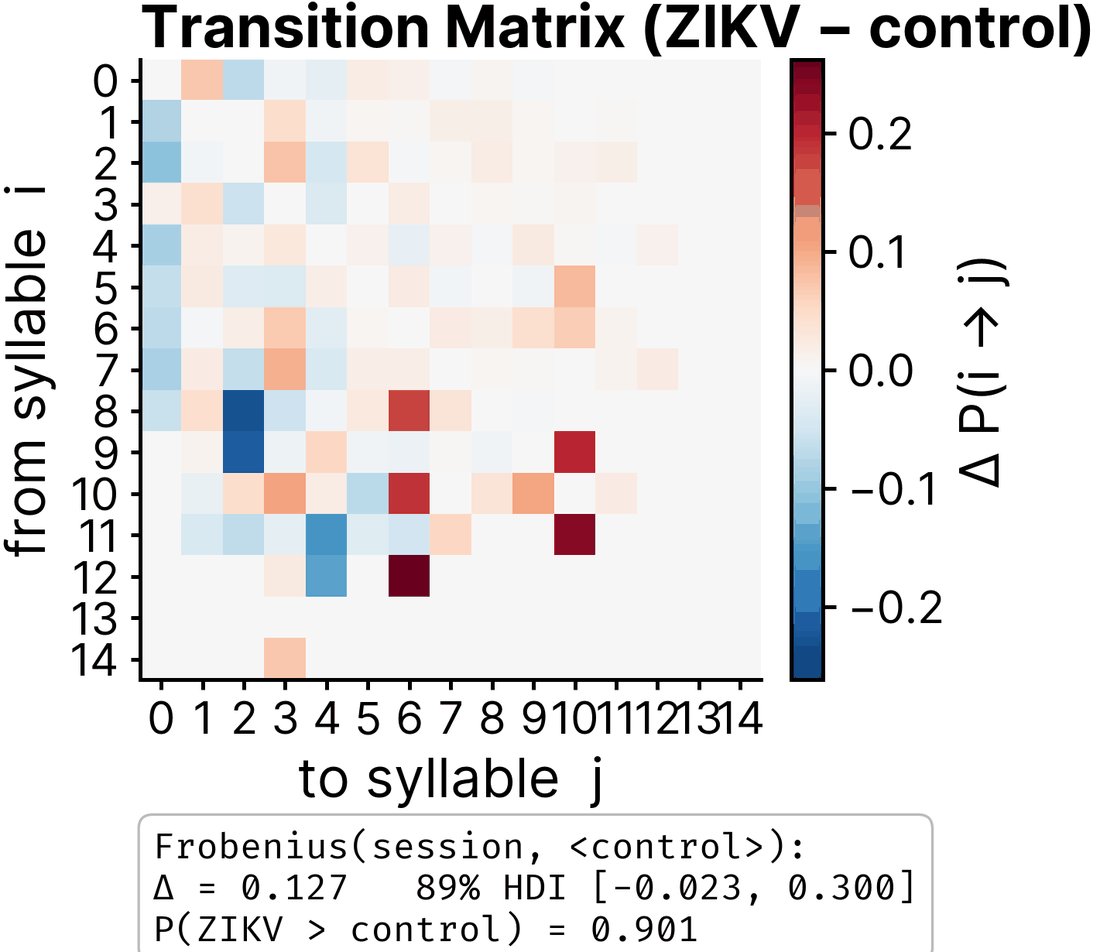 Transition Matrix (ZIKV − control)
from syllable i
0
1
2
3
4
5
6
7
8
9
10
11
12
13
14
0 1 2 3 4 5 6 7 8 9 10 11 12 13 14
to syllable j
0.2
0.1
0.0
−0.1
−0.2
Δ P(i → j)
Frobenius(session, <control>):
Δ = 0.127 89% HDI [-0.023, 0.300]
P(ZIKV > control) = 0.901